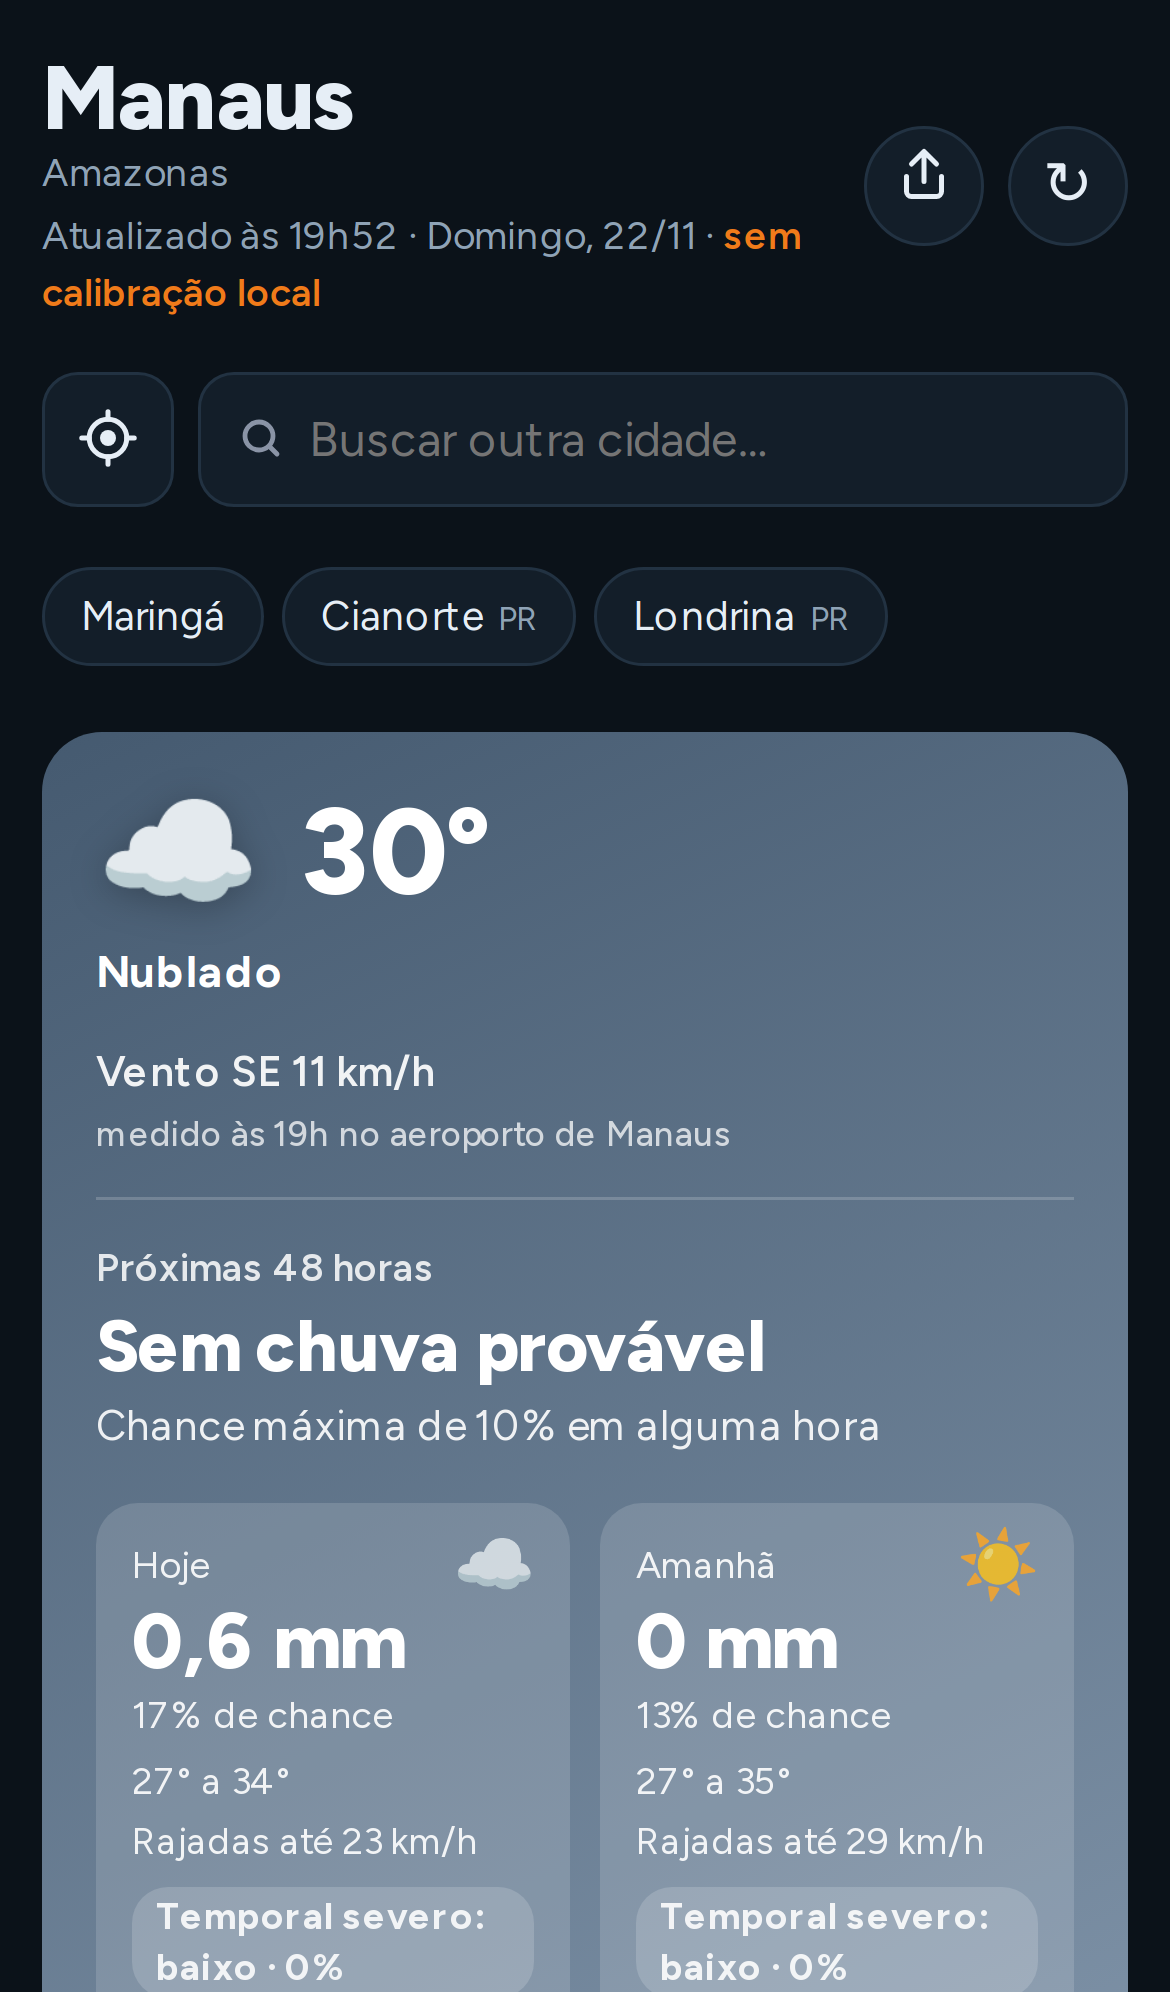 Manaus
Amazonas
Atualizado às 19h52 · Domingo, 22/11 · sem
calibração local
Buscar outra cidade...
Maringá
Cianorte PR
Londrina PR
30°
Nublado
Vento SE 11 km/h
medido às 19h no aeroporto de Manaus
Próximas 48 horas
Sem chuva provável
Chance máxima de 10% em alguma hora
Hoje
0,6 mm
17% de chance
27° a 34°
Rajadas até 23 km/h
Temporal severo:
baixo · 0%
Amanhã
0 mm
13% de chance
27° a 35°
Rajadas até 29 km/h
Temporal severo:
baixo · 0%